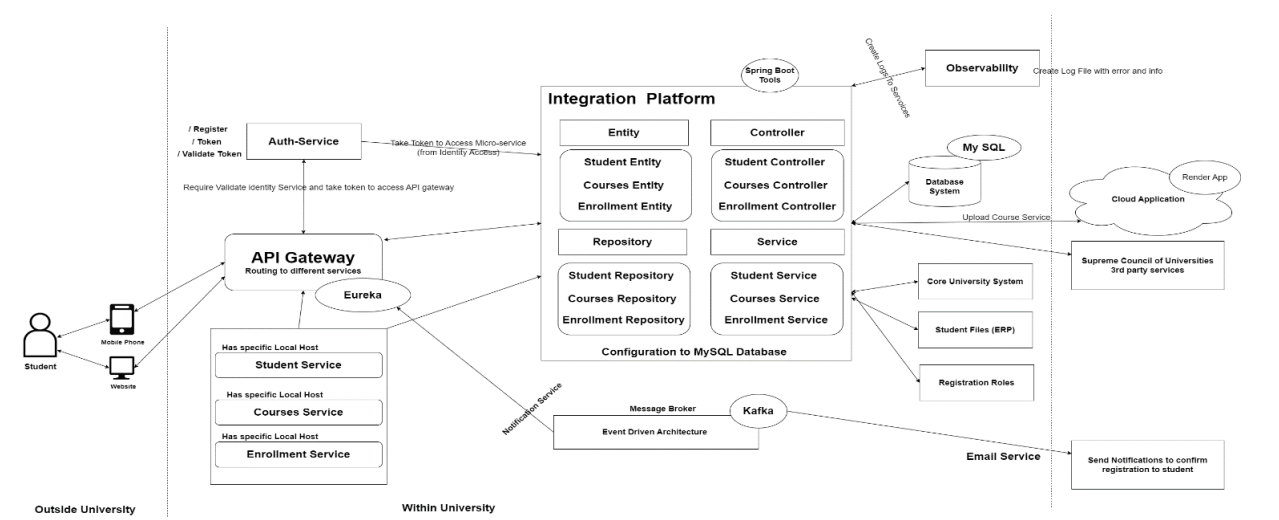 Student
Mobile Phone
Website
Outside University
/ Register
/ Token
/ Validate Token
Auth-Service
Take Token to Access Micro-service
(from Identity Access)
Require Validate identity Service and take token to access API gateway
API Gateway
Routing to different services
Eureka
Has specific Local Host
Student Service
Has specific Local Host
Courses Service
Has specific Local Host
Enrollment Service
Within University
Spring Boot
Tools
Integration Platform
Entity
Controller
Student Entity
Courses Entity
Enrollment Entity
Student Controller
Courses Controller
Enrollment Controller
Repository
Service
Student Repository
Courses Repository
Enrollment Repository
Student Service
Courses Service
Enrollment Service
Configuration to MySQL Database
Notification Service
Message Broker
Kafka
Event Driven Architecture
Email Service
Create Logs To Servoices
Observability
Create Log File with error and Info
My SQL
Database
System
Upload Course Service
Render App
Cloud Application
Supreme Council of Universities
3rd party services
Core University System
Student Files (ERP)
Registration Roles
Send Notifications to confirm
registration to student